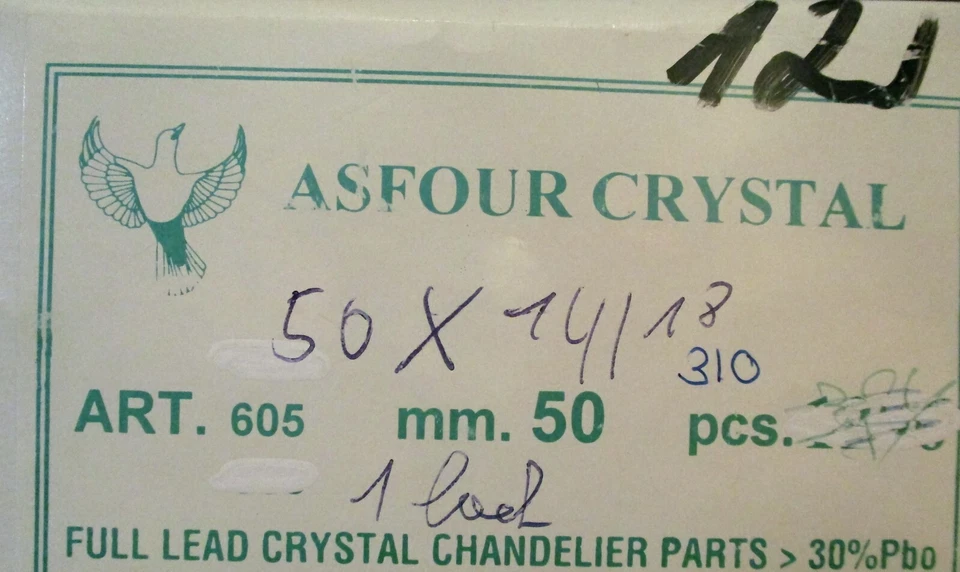 12
ASFOUR CRYSTAL
50 X 14/18
310
ART. 605 mm. 50 pcs.
1
FULL LEAD CRYSTAL CHANDELIER PARTS > 30%Pbo